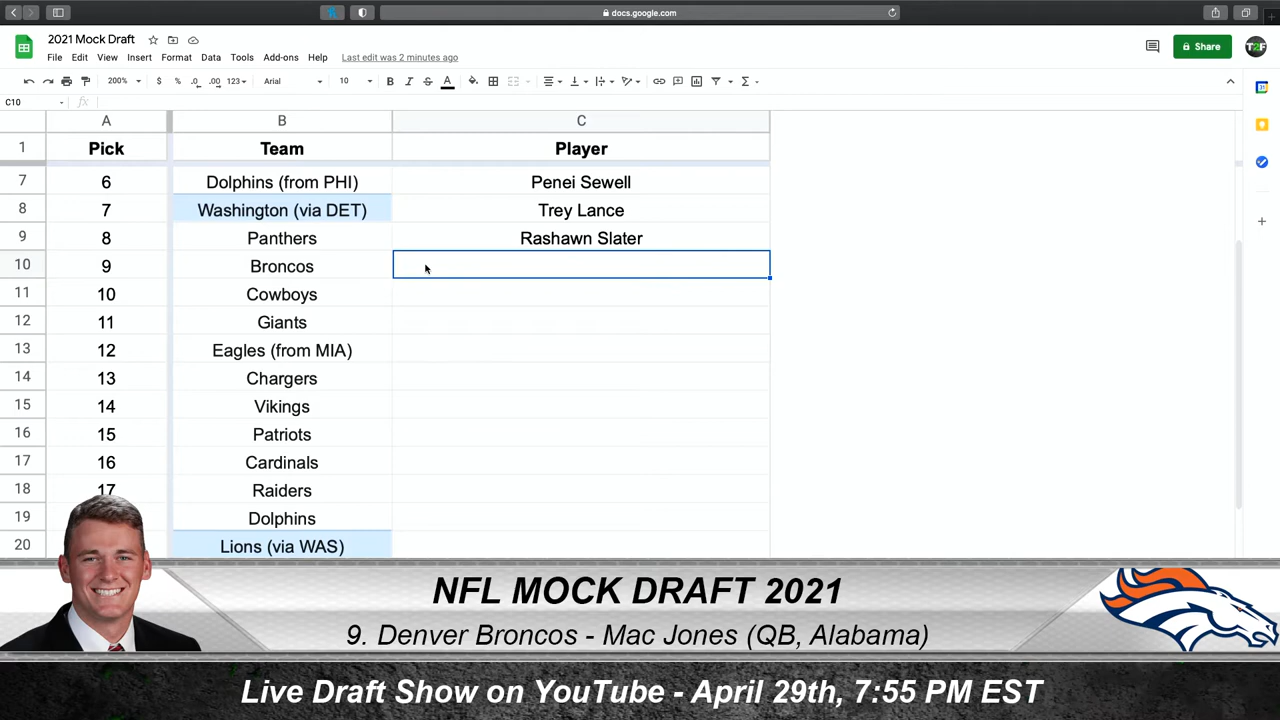 docs.google.com
2021 Mock Draft
File Edit View Insert Format Data Tools Add-ons Help Last edit was 2 minutes ago
Share
T2F
200% $ % .0 .00 123 Arial 10 B I S A
C10 fx
A B C
1 Pick Team Player
7 6 Dolphins (from PHI) Penei Sewell
8 7 Washington (via DET) Trey Lance
9 8 Panthers Rashawn Slater
10 9 Broncos
11 10 Cowboys
12 11 Giants
13 12 Eagles (from MIA)
14 13 Chargers
15 14 Vikings
16 15 Patriots
17 16 Cardinals
18 17 Raiders
19 Dolphins
20 Lions (via WAS)
NFL MOCK DRAFT 2021
9. Denver Broncos - Mac Jones (QB, Alabama)
Live Draft Show on YouTube - April 29th, 7:55 PM EST